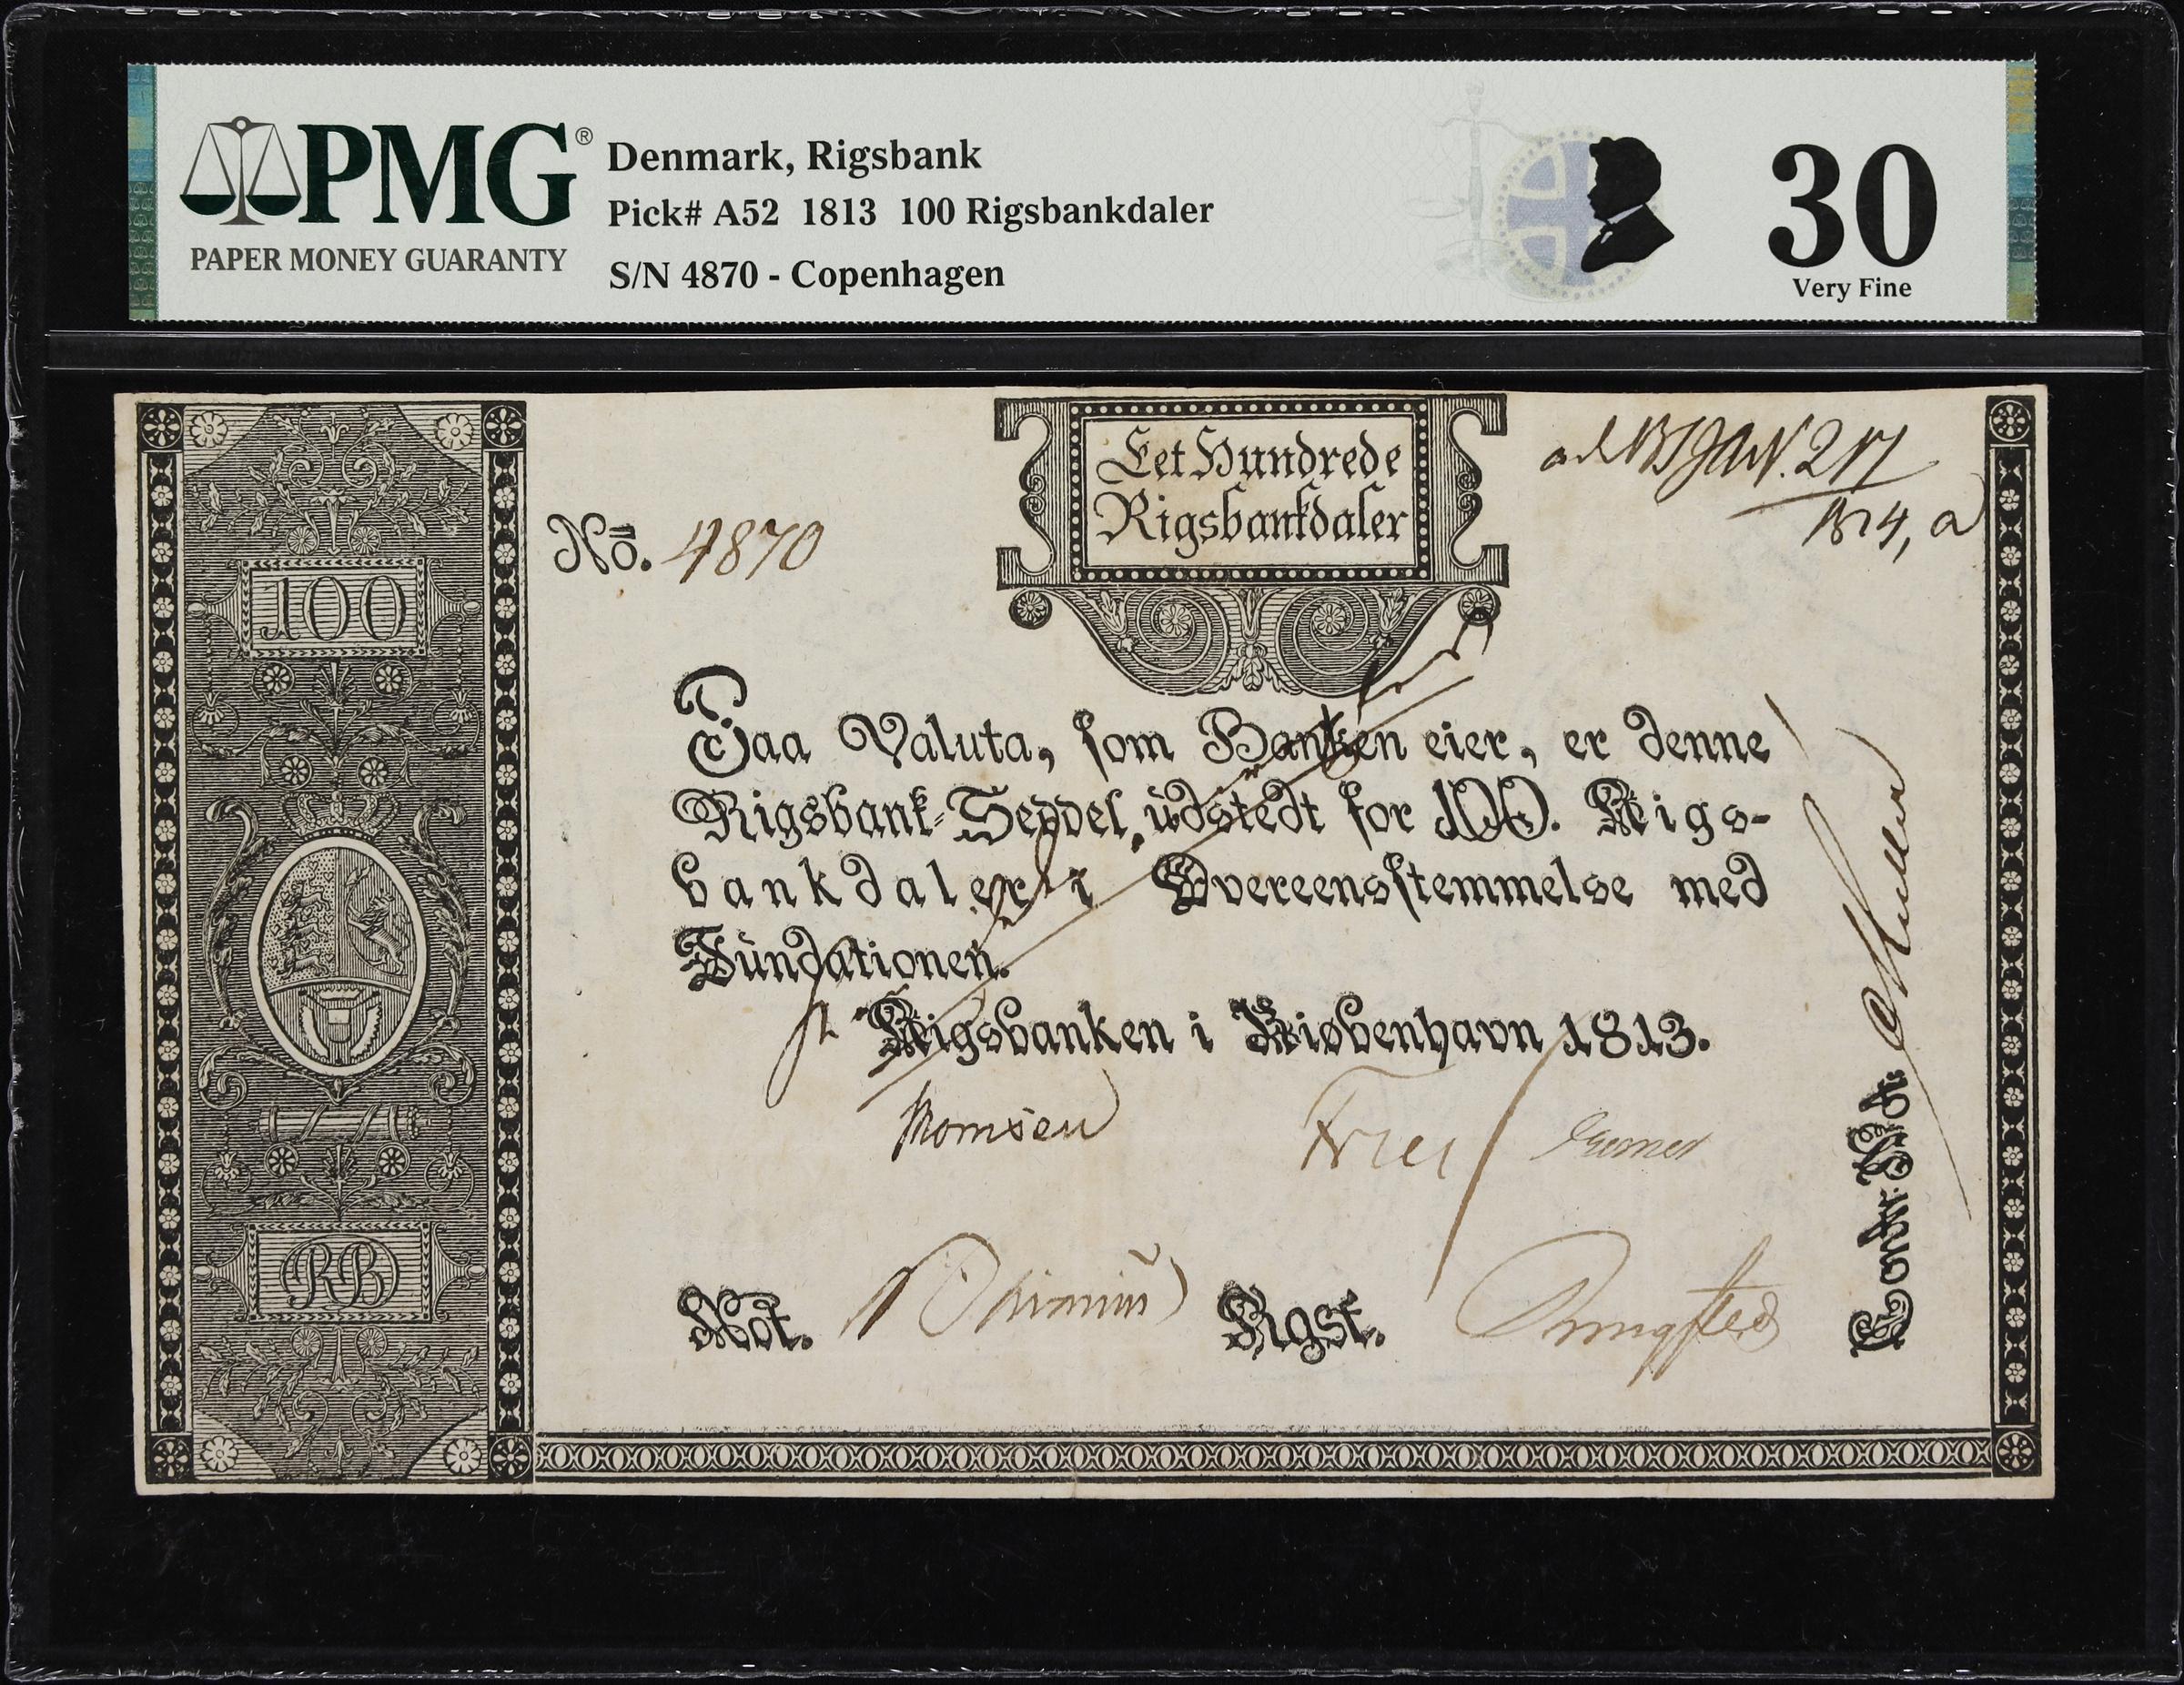 PMG®
PAPER MONEY GUARANTY
Denmark, Rigsbank
Pick# A52 1813 100 Rigsbankdaler
S/N 4870 - Copenhagen
30
Very Fine
Eet Hundrede
Rigsbankdaler
100
No. 4870
1824, a
Paa Valuta, som Banken eier, er denne
Rigsbank-Seddel, udstedt for 100. Rigs-
bankdaler i Overeensstemmelse med
Fundationen.
Rigsbanken i Kiøbenhavn 1813.
Thomsen
RB
Not.
Rgst.